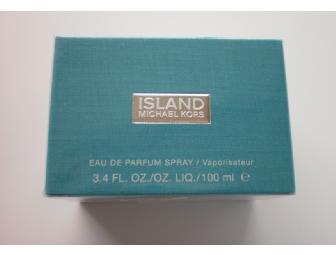 ISLAND
MICHAEL KORS
EAU DE PARFUM SPRAY / Vaporisateur
3.4 FL. OZ./OZ. LIQ./100 ml ℮